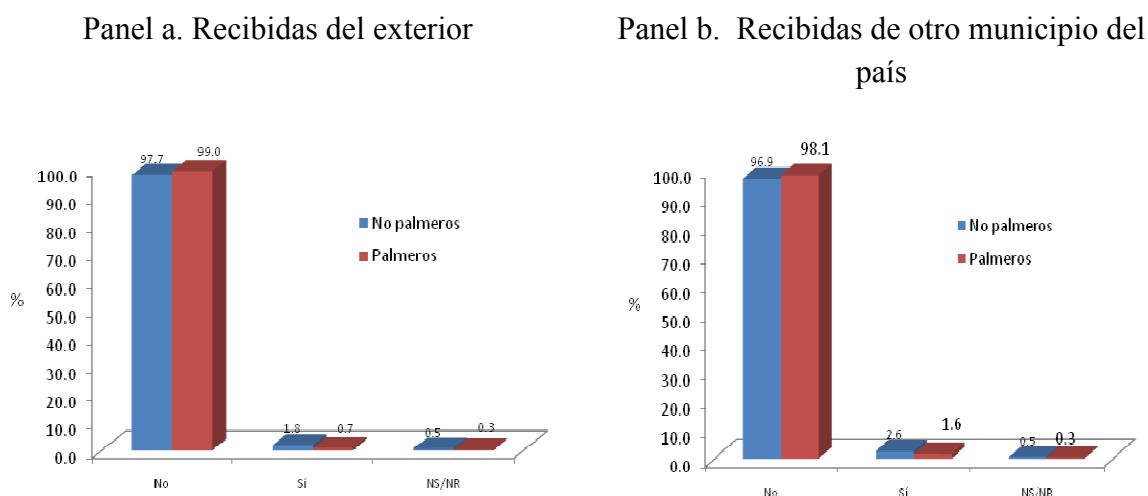 Panel a. Recibidas del exterior
97.7
99.0
100.0
90.0
80.0
70.0
60.0
50.0
40.0
30.0
20.0
10.0
0.0
%
No palmeros
Palmeros
1.8
0.7
0.5
0.3
No
Sí
NS/NR
Panel b. Recibidas de otro municipio del
país
96.9
98.1
100.0
90.0
80.0
70.0
60.0
50.0
40.0
30.0
20.0
10.0
0.0
%
No palmeros
Palmeros
2.6
1.6
0.5
0.3
No
Sí
NS/NR